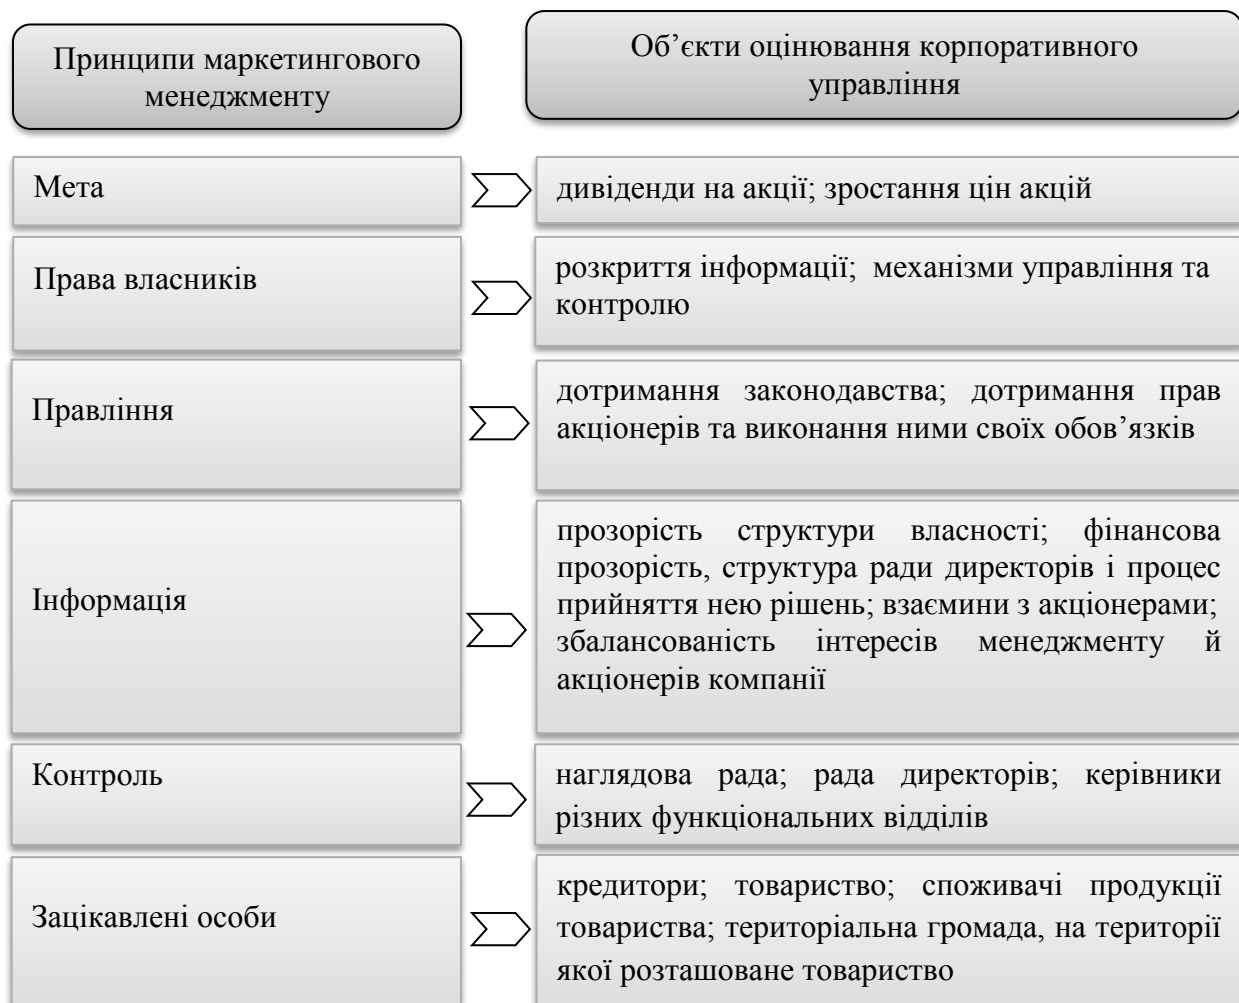 Принципи маркетингового
менеджменту
Об’єкти оцінювання корпоративного
управління
Мета
дивіденди на акції; зростання цін акцій
Права власників
розкриття інформації; механізми управління та
контролю
Правління
дотримання законодавства; дотримання прав
акціонерів та виконання ними своїх обов’язків
Інформація
прозорість структури власності; фінансова
прозорість, структура ради директорів і процес
прийняття нею рішень; взаємини з акціонерами;
збалансованість інтересів менеджменту й
акціонерів компанії
Контроль
наглядова рада; рада директорів; керівники
різних функціональних відділів
Зацікавлені особи
кредитори; товариство; споживачі продукції
товариства; територіальна громада, на території
якої розташоване товариство